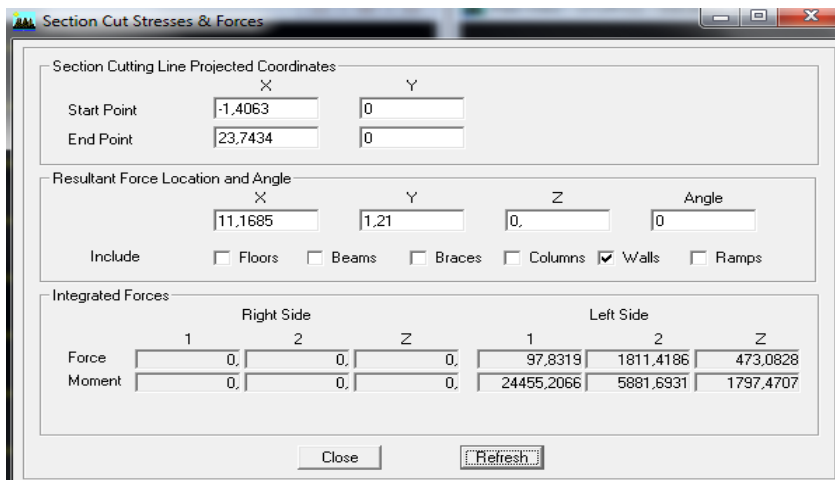 Section Cut Stresses & Forces
Section Cutting Line Projected Coordinates
X Y
Start Point -1,4063 0
End Point 23,7434 0
Resultant Force Location and Angle
X Y Z Angle
11,1685 1,21 0, 0
Include Floors Beams Braces Columns Walls Ramps
Integrated Forces
Right Side Left Side
1 2 Z 1 2 Z
Force 0, 0, 0, 97,8319 1811,4186 473,0828
Moment 0, 0, 0, 24455,2066 5881,6931 1797,4707
Close Refresh